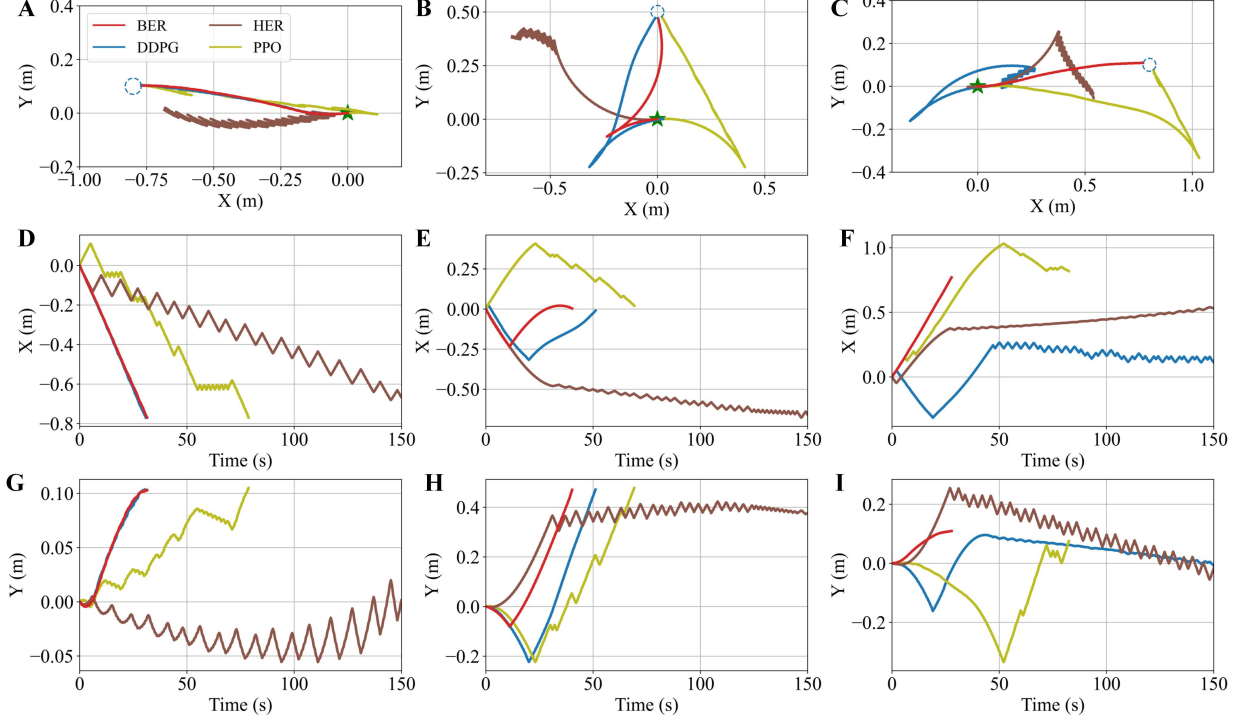 A
BER
HER
DDPG
PPO
0.4
0.2
0.0
−0.2
Y (m)
−1.00
−0.75
−0.50
−0.25
0.00
X (m)
B
0.50
0.25
0.00
−0.25
Y (m)
−0.5
0.0
0.5
X (m)
C
0.4
0.2
0.0
−0.2
−0.4
Y (m)
0.0
0.5
1.0
X (m)
D
0.0
−0.2
−0.4
−0.6
−0.8
X (m)
0
50
100
150
Time (s)
E
0.25
0.00
−0.25
−0.50
X (m)
0
50
100
150
Time (s)
F
1.0
0.5
0.0
X (m)
0
50
100
150
Time (s)
G
0.10
0.05
0.00
−0.05
Y (m)
0
50
100
150
Time (s)
H
0.4
0.2
0.0
−0.2
Y (m)
0
50
100
150
Time (s)
I
0.2
0.0
−0.2
Y (m)
0
50
100
150
Time (s)